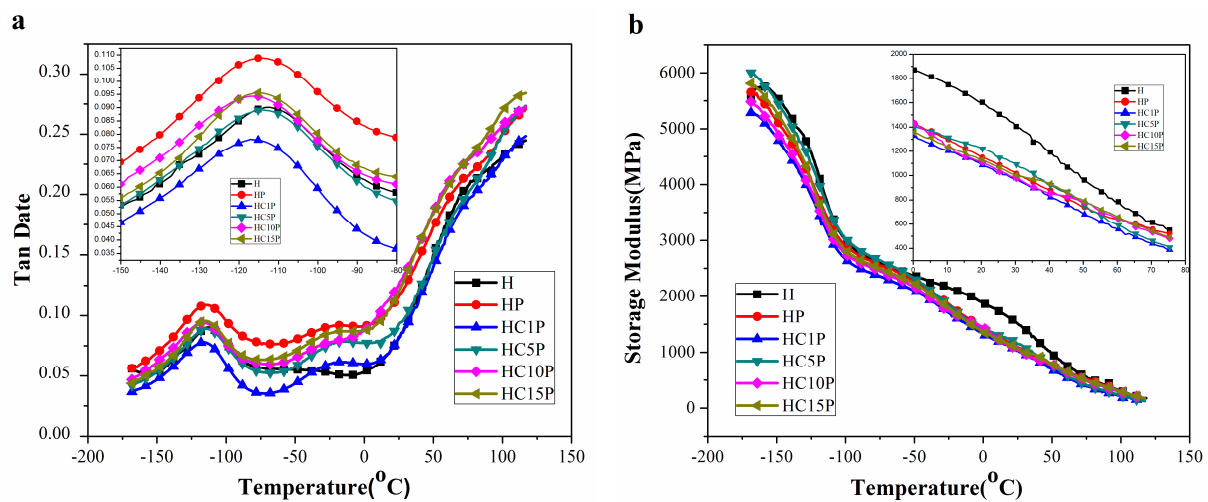 a
Tan Date
0.30
0.25
0.20
0.15
0.10
0.05
0.00
-200
-150
-100
-50
0
50
100
150
Temperature(°C)
0.110
0.105
0.100
0.095
0.090
0.085
0.080
0.075
0.070
0.065
0.060
0.055
0.050
0.045
0.040
0.035
-150
-140
-130
-120
-110
-100
-90
-80
H
HP
HC1P
HC5P
HC10P
HC15P
H
HP
HC1P
HC5P
HC10P
HC15P
b
Storage Modulus(MPa)
6000
5000
4000
3000
2000
1000
0
-200
-150
-100
-50
0
50
100
150
Temperature(°C)
2000
1800
1600
1400
1200
1000
800
600
400
0
10
20
30
40
50
60
70
80
H
HP
HC1P
HC5P
HC10P
HC15P
H
HP
HC1P
HC5P
HC10P
HC15P